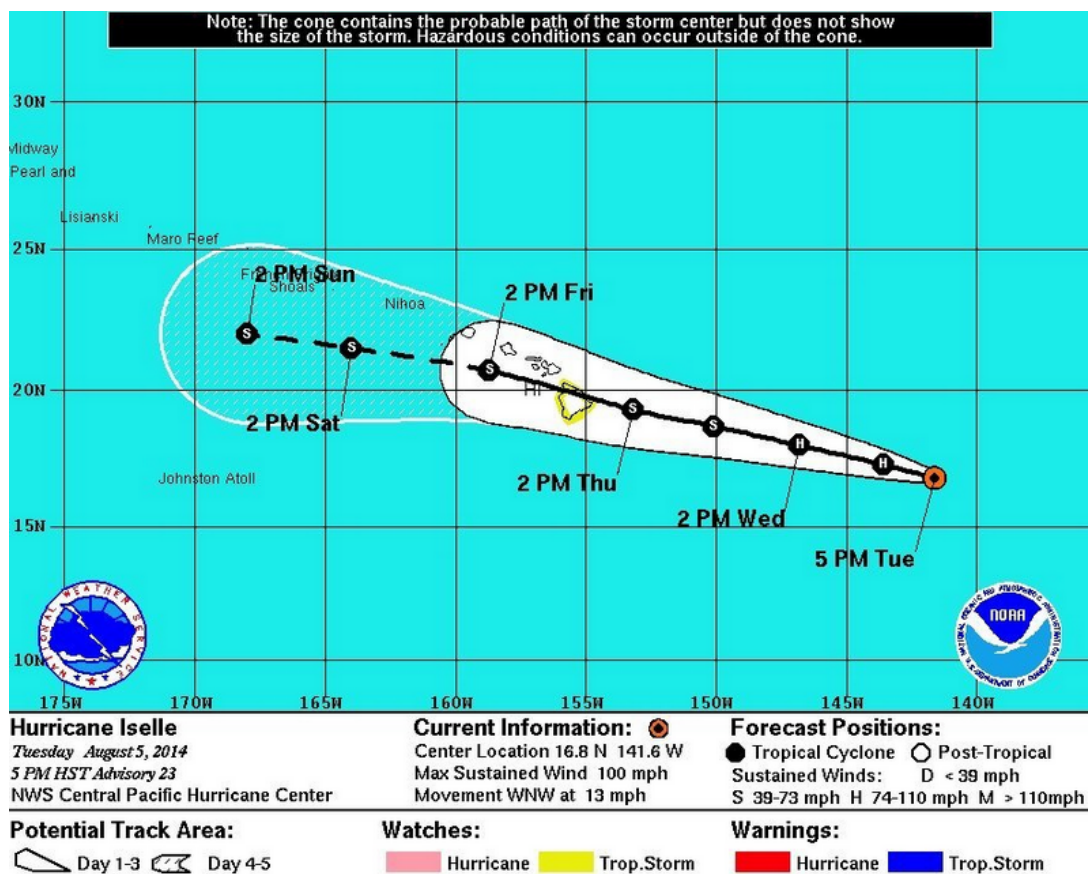 Note: The cone contains the probable path of the storm center but does not show
the size of the storm. Hazardous conditions can occur outside of the cone.
30N
Midway
Pearl and
Lisianski
Maro Reef
25N
2 PM Sun
Shoals
Nihoa
2 PM Fri
20N
HI
2 PM Sat
2 PM Thu
Johnston Atoll
2 PM Wed
15N
5 PM Tue
NATIONAL WEATHER SERVICE
NOAA
10N
175W 170W 165W 160W 155W 150W 145W 140W
S S S S S H H
Hurricane Iselle
Tuesday August 5, 2014
5 PM HST Advisory 23
NWS Central Pacific Hurricane Center
Current Information:
Center Location 16.8 N 141.6 W
Max Sustained Wind 100 mph
Movement WNW at 13 mph
Forecast Positions:
Tropical Cyclone Post-Tropical
Sustained Winds: D < 39 mph
S 39-73 mph H 74-110 mph M > 110mph
Potential Track Area:
Day 1-3 Day 4-5
Watches:
Hurricane Trop.Storm
Warnings:
Hurricane Trop.Storm